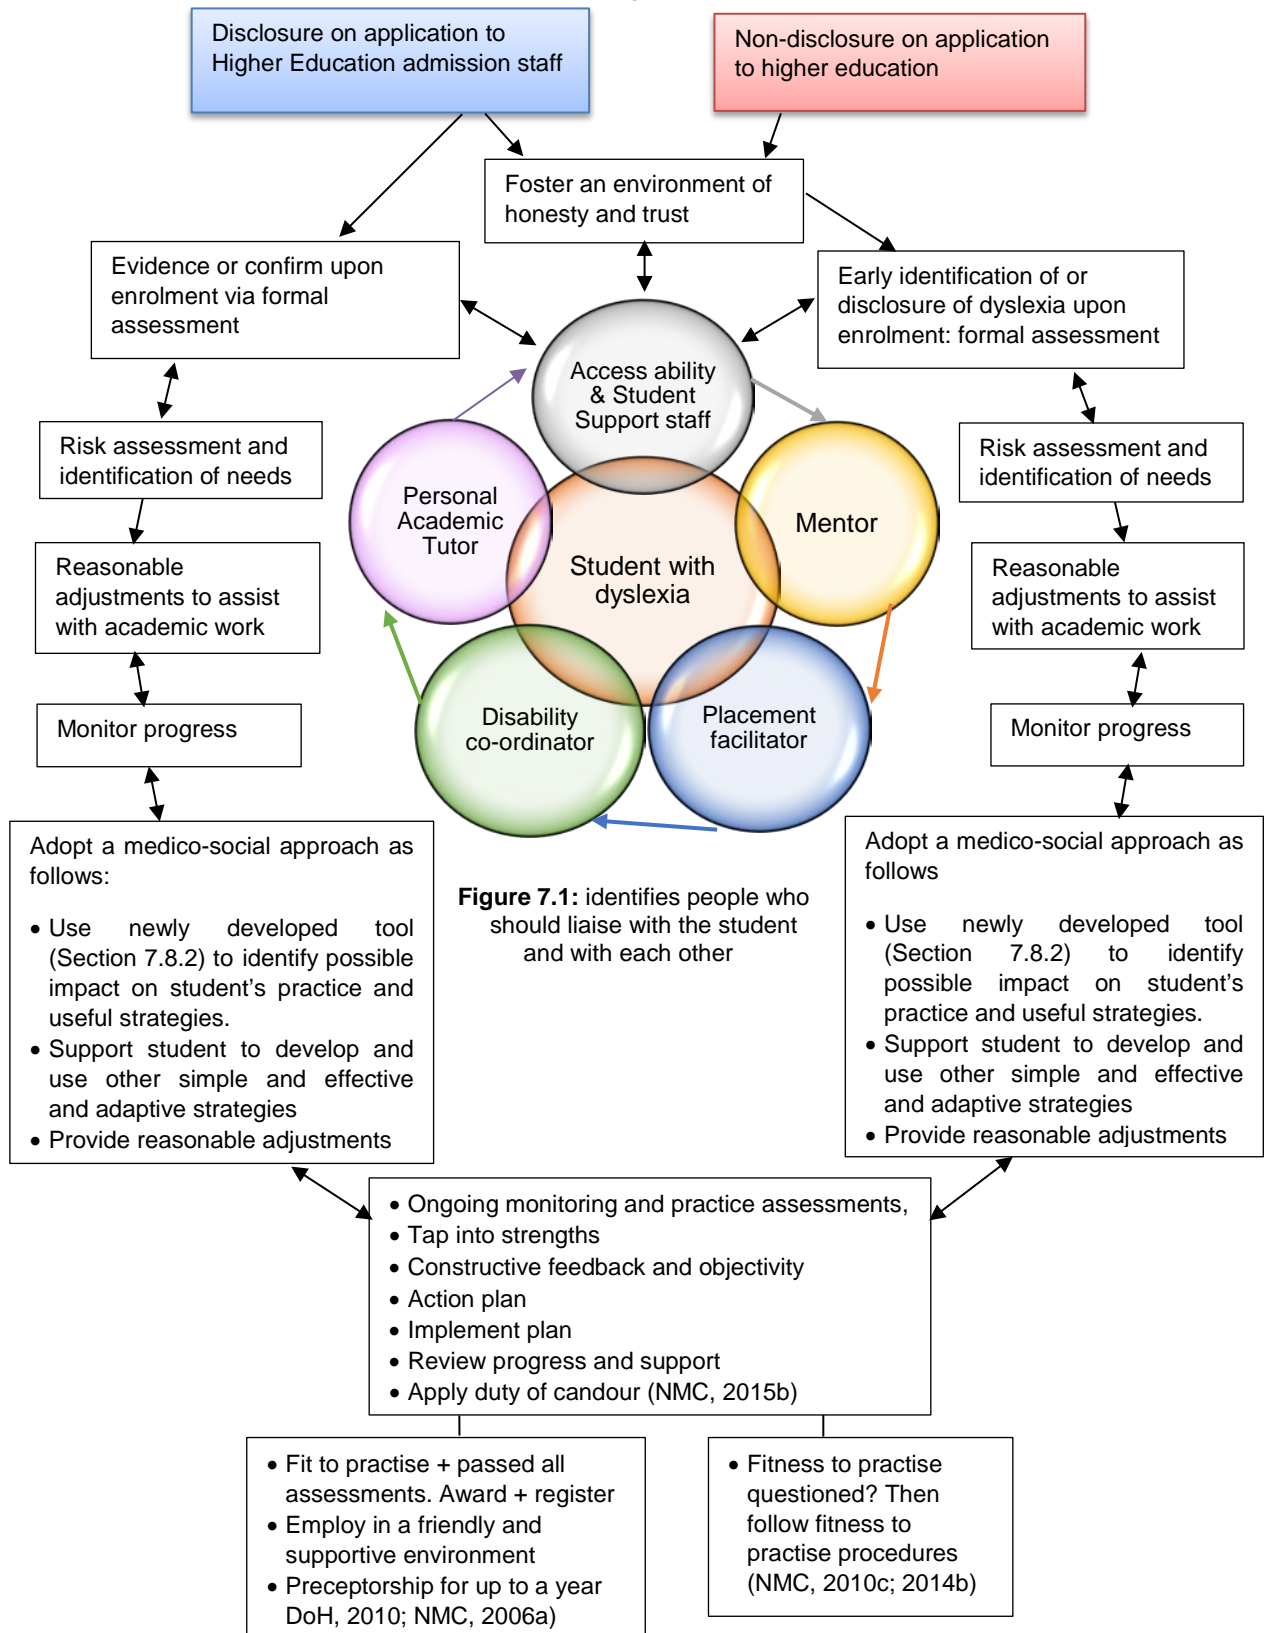 Disclosure on application to
Higher Education admission staff
Non-disclosure on application
to higher education
Foster an environment of
honesty and trust
Evidence or confirm upon
enrolment via formal
assessment
Early identification of or
disclosure of dyslexia upon
enrolment: formal assessment
Access ability
& Student
Support staff
Risk assessment and
identification of needs
Personal
Academic
Tutor
Mentor
Risk assessment and
identification of needs
Student with
dyslexia
Reasonable
adjustments to assist
with academic work
Reasonable
adjustments to assist
with academic work
Monitor progress
Disability
co-ordinator
Placement
facilitator
Monitor progress
Adopt a medico-social approach as
follows:
• Use newly developed tool
(Section 7.8.2) to identify possible
impact on student's practice and
useful strategies.
• Support student to develop and
use other simple and effective
and adaptive strategies
• Provide reasonable adjustments
Figure 7.1: identifies people who
should liaise with the student
and with each other
Adopt a medico-social approach as
follows
• Use newly developed tool
(Section 7.8.2) to identify
possible impact on student's
practice and useful strategies.
• Support student to develop and
use other simple and effective
and adaptive strategies
• Provide reasonable adjustments
• Ongoing monitoring and practice assessments,
• Tap into strengths
• Constructive feedback and objectivity
• Action plan
• Implement plan
• Review progress and support
• Apply duty of candour (NMC, 2015b)
• Fit to practise + passed all
assessments. Award + register
• Employ in a friendly and
supportive environment
• Preceptorship for up to a year
DoH, 2010; NMC, 2006a)
• Fitness to practise
questioned? Then
follow fitness to
practise procedures
(NMC, 2010c; 2014b)